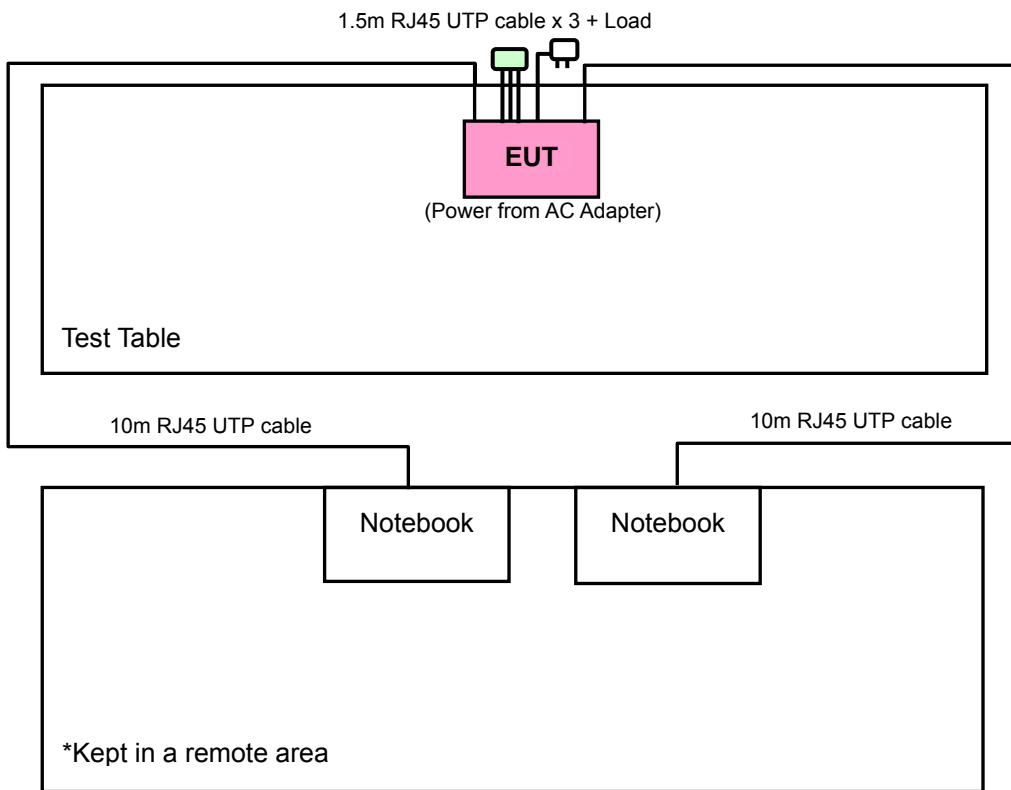 1.5m RJ45 UTP cable x 3 + Load
EUT
(Power from AC Adapter)
Test Table
10m RJ45 UTP cable
10m RJ45 UTP cable
Notebook
Notebook
*Kept in a remote area